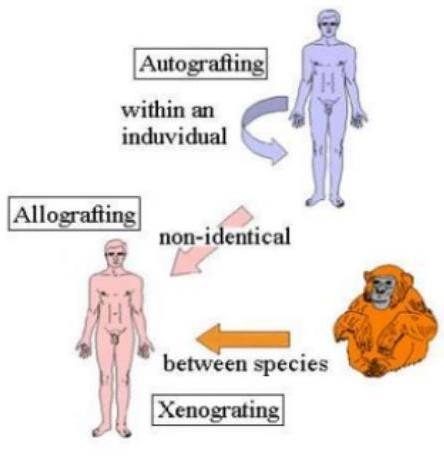 Autografting
within an
induvidual
Allografting
non-identical
between species
Xenograting